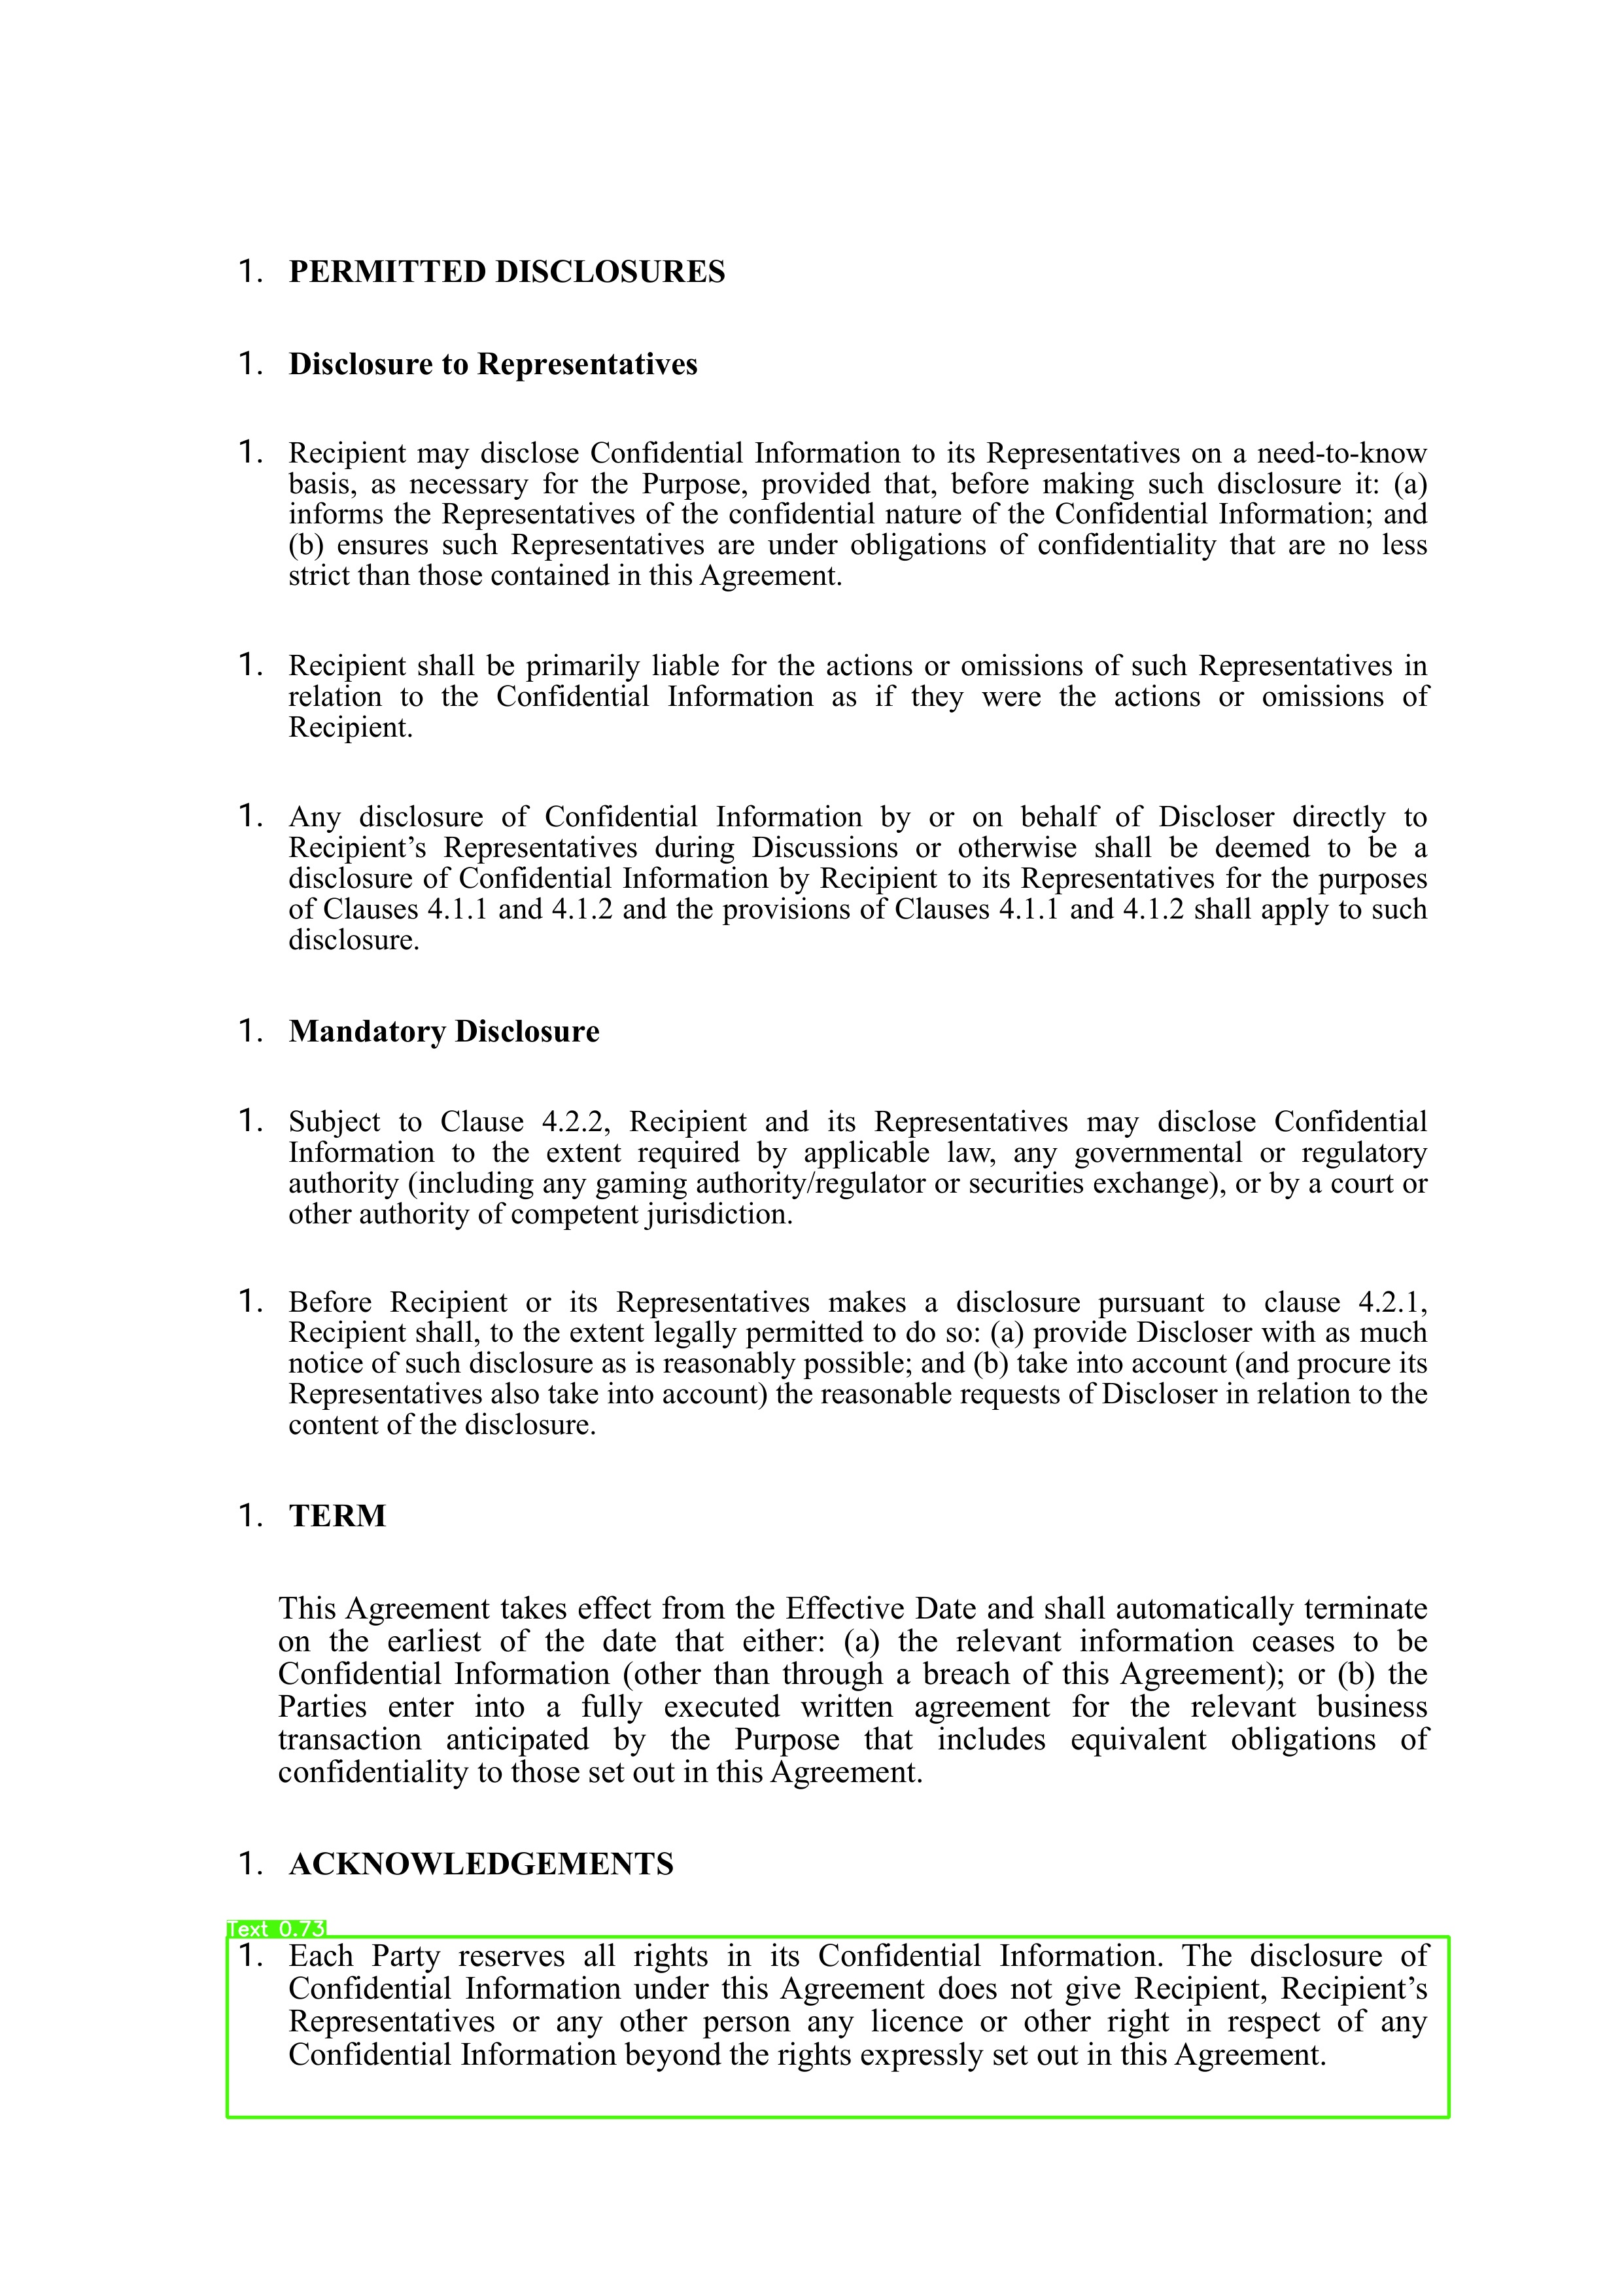 1. PERMITTED DISCLOSURES
1. Disclosure to Representatives
1. Recipient may disclose Confidential Information to its Representatives on a need-to-know
basis, as necessary for the Purpose, provided that, before making such disclosure it: (a)
informs the Representatives of the confidential nature of the Confidential Information; and
(b) ensures such Representatives are under obligations of confidentiality that are no less
strict than those contained in this Agreement.
1. Recipient shall be primarily liable for the actions or omissions of such Representatives in
relation to the Confidential Information as if they were the actions or omissions of
Recipient.
1. Any disclosure of Confidential Information by or on behalf of Discloser directly to
Recipient’s Representatives during Discussions or otherwise shall be deemed to be a
disclosure of Confidential Information by Recipient to its Representatives for the purposes
of Clauses 4.1.1 and 4.1.2 and the provisions of Clauses 4.1.1 and 4.1.2 shall apply to such
disclosure.
1. Mandatory Disclosure
1. Subject to Clause 4.2.2, Recipient and its Representatives may disclose Confidential
Information to the extent required by applicable law, any governmental or regulatory
authority (including any gaming authority/regulator or securities exchange), or by a court or
other authority of competent jurisdiction.
1. Before Recipient or its Representatives makes a disclosure pursuant to clause 4.2.1,
Recipient shall, to the extent legally permitted to do so: (a) provide Discloser with as much
notice of such disclosure as is reasonably possible; and (b) take into account (and procure its
Representatives also take into account) the reasonable requests of Discloser in relation to the
content of the disclosure.
1. TERM
This Agreement takes effect from the Effective Date and shall automatically terminate
on the earliest of the date that either: (a) the relevant information ceases to be
Confidential Information (other than through a breach of this Agreement); or (b) the
Parties enter into a fully executed written agreement for the relevant business
transaction anticipated by the Purpose that includes equivalent obligations of
confidentiality to those set out in this Agreement.
1. ACKNOWLEDGEMENTS
Text 0.73
1. Each Party reserves all rights in its Confidential Information. The disclosure of
Confidential Information under this Agreement does not give Recipient, Recipient’s
Representatives or any other person any licence or other right in respect of any
Confidential Information beyond the rights expressly set out in this Agreement.